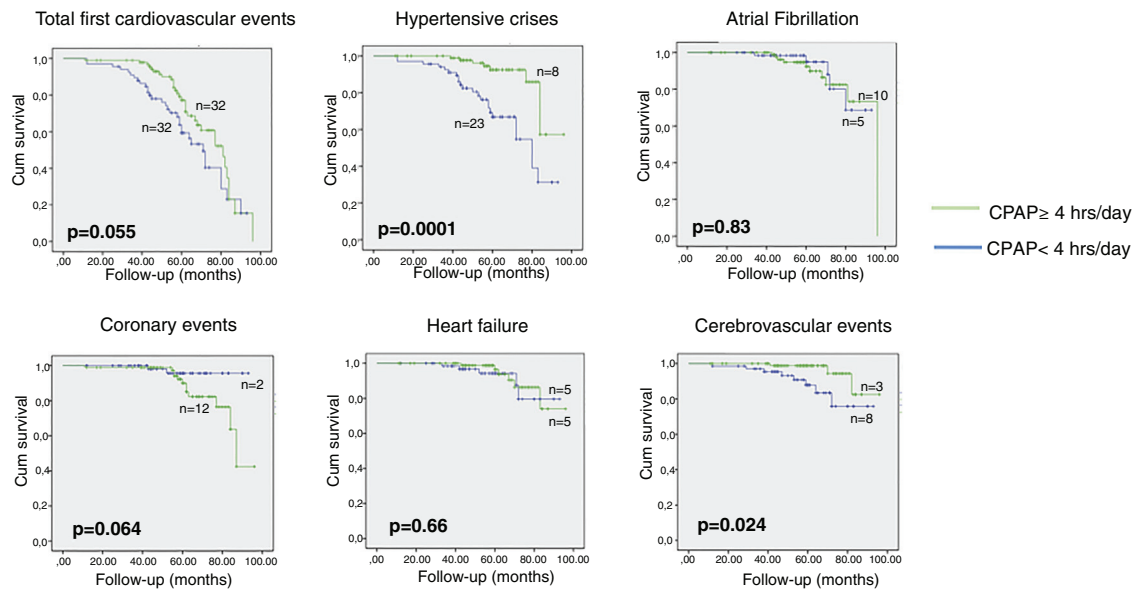 Total first cardiovascular events
Hypertensive crises
Atrial Fibrillation
Cum survival
1,0
0,0
0,0
0,4
0,2
0,0
n=32
n=32
p=0.055
,00 20.00 40.00 60.00 80.00 100.00
Follow-up (months)
Cum survival
1,0
0,0
0,0
0,4
0,2
0,0
n=8
n=23
p=0.0001
,00 20.00 40.00 60.00 80.00 100.00
Follow-up (months)
Cum survival
1,0
0,0
0,0
0,4
0,2
0,0
n=10
n=5
p=0.83
,00 20.00 40.00 60.00 80.00 100.00
Follow-up (months)
CPAP≥ 4 hrs/day
CPAP< 4 hrs/day
Coronary events
Heart failure
Cerebrovascular events
Cum survival
1,0
0,0
0,0
0,4
0,2
0,0
n=2
n=12
p=0.064
,00 20.00 40.00 60.00 80.00 100.00
Follow-up (months)
Cum survival
1,0
0,0
0,0
0,4
0,2
0,0
n=5
n=5
p=0.66
,00 20.00 40.00 60.00 80.00 100.00
Follow-up (months)
Cum survival
1,0
0,0
0,0
0,4
0,2
0,0
n=3
n=8
p=0.024
,00 20.00 40.00 60.00 80.00 100.00
Follow-up (months)